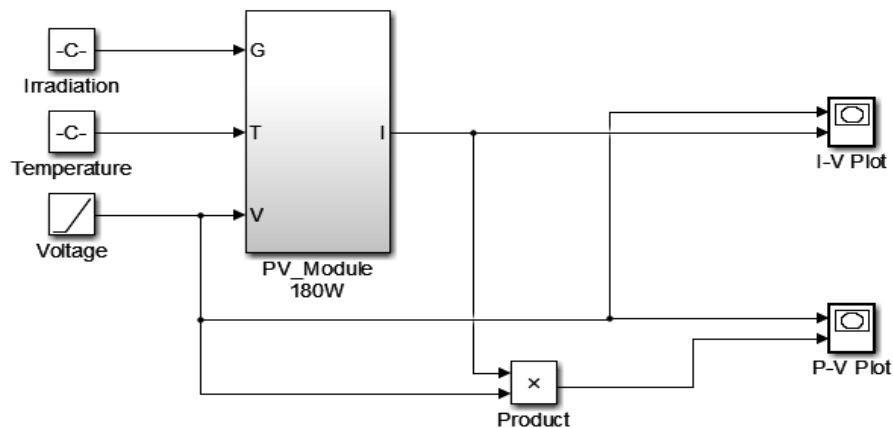 -C-
G
Irradiation
-C-
T
I
Temperature
I-V Plot
V
Voltage
PV_Module
180W
P-V Plot
×
Product